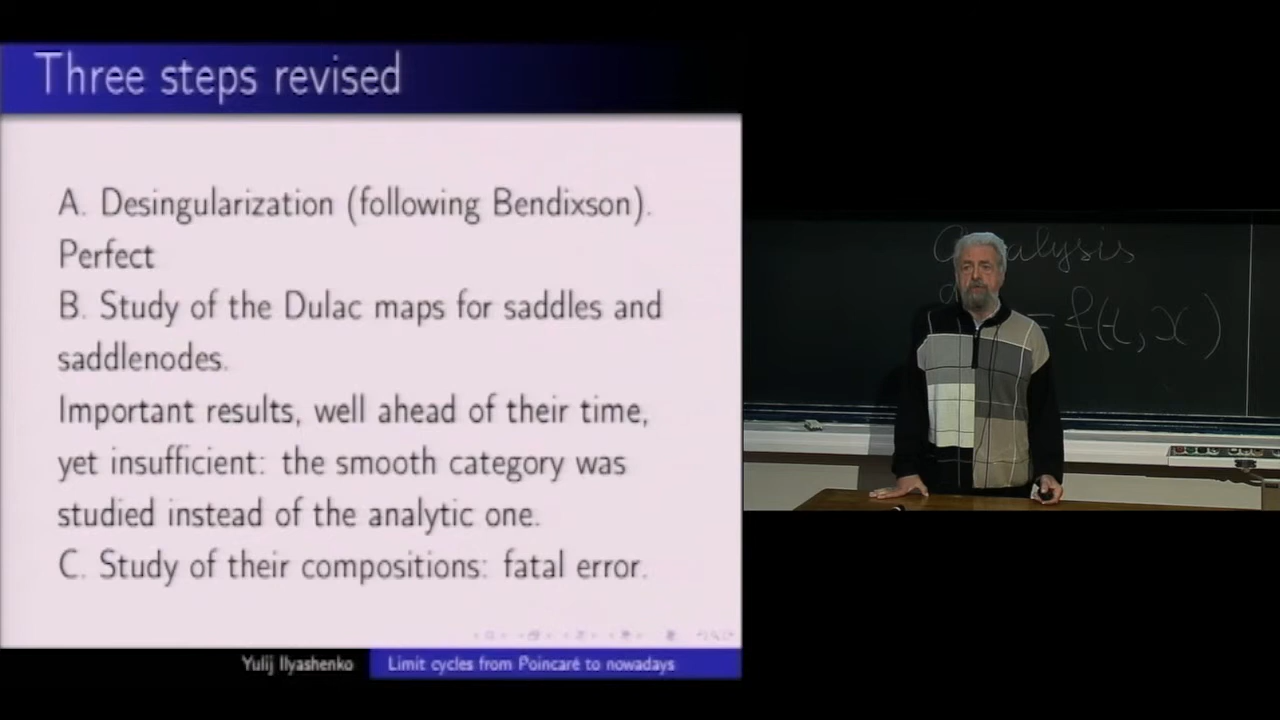 Three steps revised
A. Desingularization (following Bendixson).
Perfect
B. Study of the Dulac maps for saddles and
saddlenodes.
Important results, well ahead of their time,
yet insufficient: the smooth category was
studied instead of the analytic one.
C. Study of their compositions: fatal error.
Yulij Ilyashenko
Limit cycles from Poincaré to nowadays
= f(t, x)